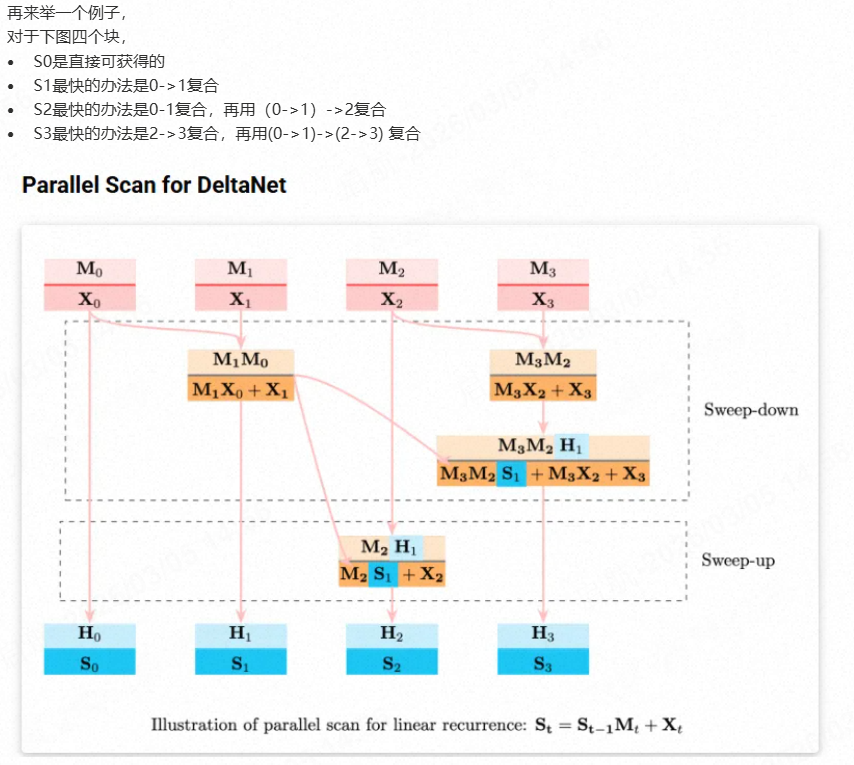 再来举一个例子，
对于下图四个块，
• S0是直接可获得的
• S1最快的办法是0->1复合
• S2最快的办法是0-1复合，再用（0->1）->2复合
• S3最快的办法是2->3复合，再用(0->1)->(2->3) 复合
Parallel Scan for DeltaNet
M₀ M₁ M₂ M₃
X₀ X₁ X₂ X₃
M₁M₀ M₃M₂
M₁X₀ + X₁ M₃X₂ + X₃
Sweep-down
M₃M₂ H₁
M₃M₂ S₁ + M₃X₂ + X₃
M₂ H₁
M₂ S₁ + X₂
Sweep-up
H₀ H₁ H₂ H₃
S₀ S₁ S₂ S₃
Illustration of parallel scan for linear recurrence: Sₜ = Sₜ₋₁Mₜ + Xₜ